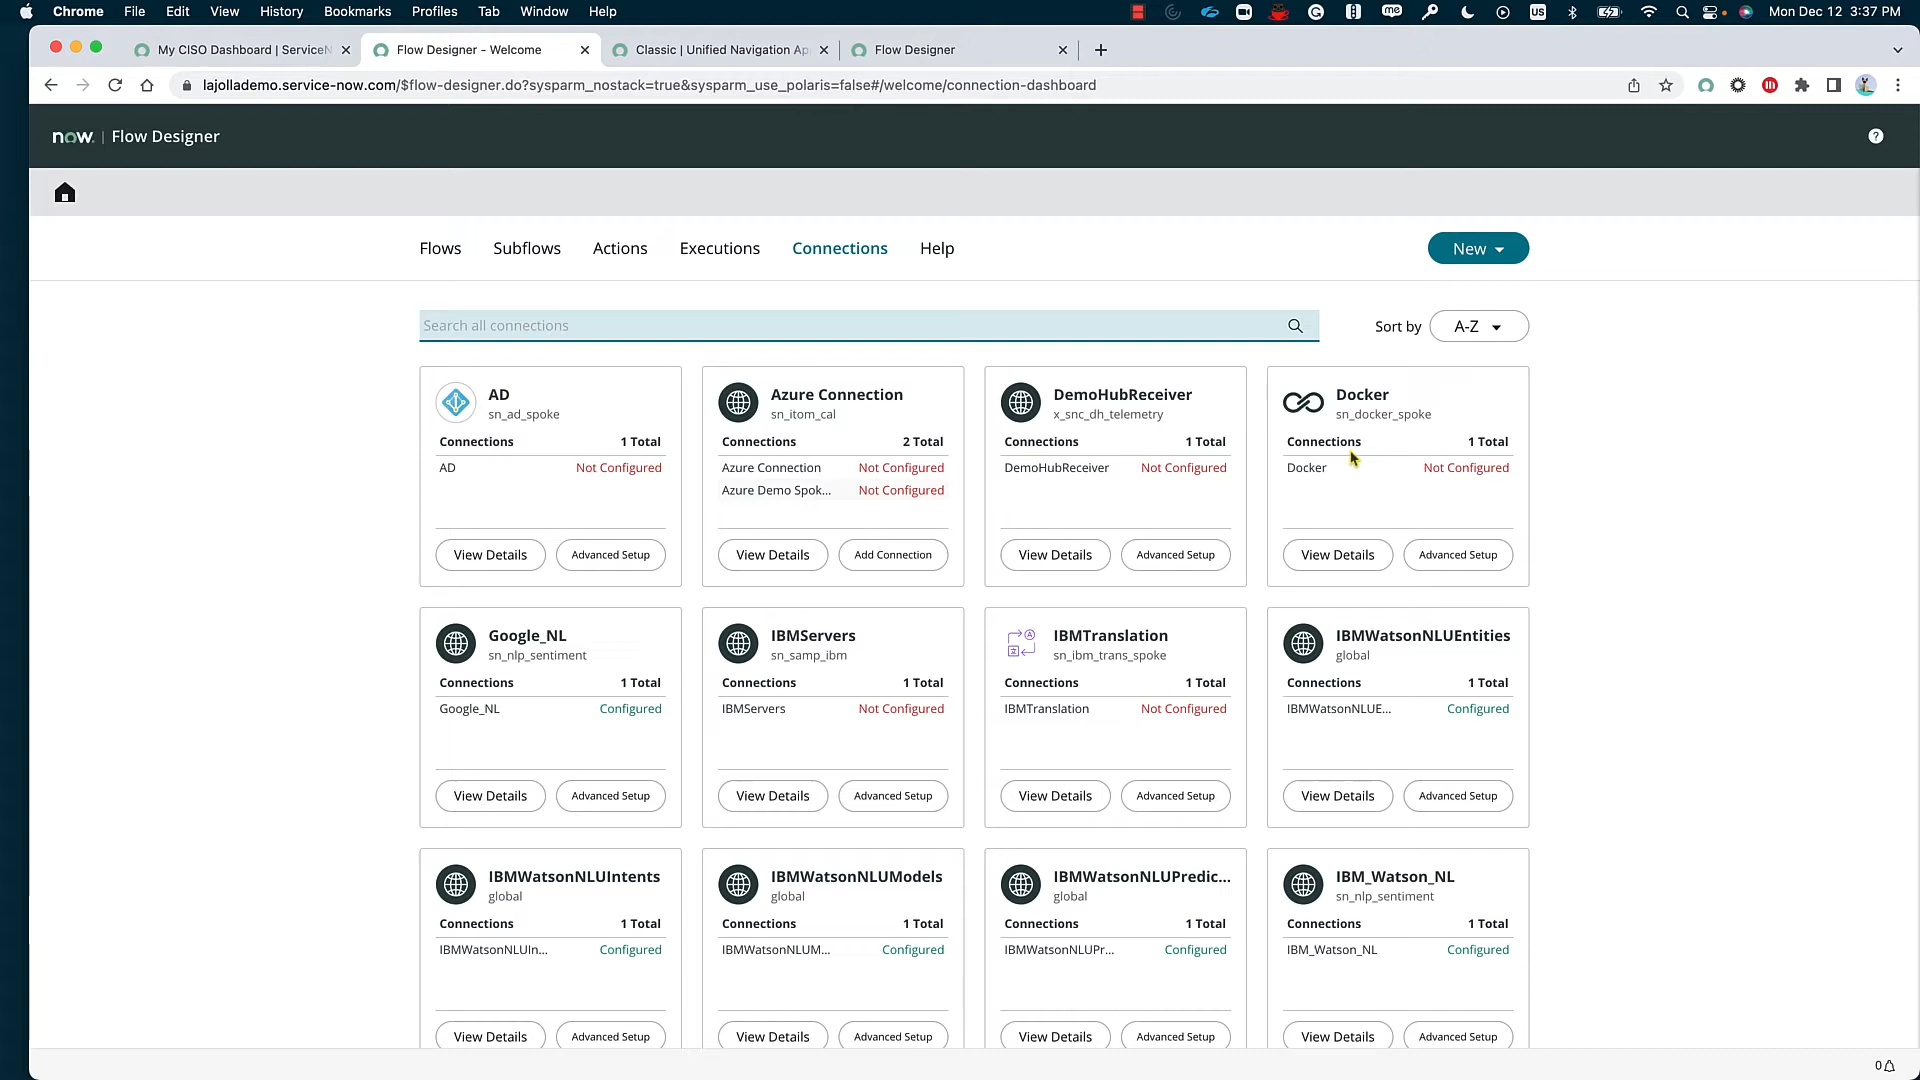 Chrome File Edit View History Bookmarks Profiles Tab Window Help me US Mon Dec 12 3:37 PM
My CISO Dashboard | ServiceN Flow Designer - Welcome Classic | Unified Navigation Ap Flow Designer
lajollademo.service-now.com/$flow-designer.do?sysparm_nostack=true&sysparm_use_polaris=false#/welcome/connection-dashboard
now. | Flow Designer
Flows Subflows Actions Executions Connections Help New
Search all connections Sort by A-Z
AD Azure Connection DemoHubReceiver Docker
sn_ad_spoke sn_itom_cal x_snc_dh_telemetry sn_docker_spoke
Connections 1 Total Connections 2 Total Connections 1 Total Connections 1 Total
AD Not Configured Azure Connection Not Configured DemoHubReceiver Not Configured Docker Not Configured
Azure Demo Spok... Not Configured
View Details Advanced Setup View Details Add Connection View Details Advanced Setup View Details Advanced Setup
Google_NL IBMServers IBMTranslation IBMWatsonNLUEntities
sn_nlp_sentiment sn_samp_ibm sn_ibm_trans_spoke global
Connections 1 Total Connections 1 Total Connections 1 Total Connections 1 Total
Google_NL Configured IBMServers Not Configured IBMTranslation Not Configured IBMWatsonNLUE... Configured
View Details Advanced Setup View Details Advanced Setup View Details Advanced Setup View Details Advanced Setup
IBMWatsonNLUIntents IBMWatsonNLUModels IBMWatsonNLUPredic... IBM_Watson_NL
global global global sn_nlp_sentiment
Connections 1 Total Connections 1 Total Connections 1 Total Connections 1 Total
IBMWatsonNLUIn... Configured IBMWatsonNLUM... Configured IBMWatsonNLUPr... Configured IBM_Watson_NL Configured
View Details Advanced Setup View Details Advanced Setup View Details Advanced Setup View Details Advanced Setup
0